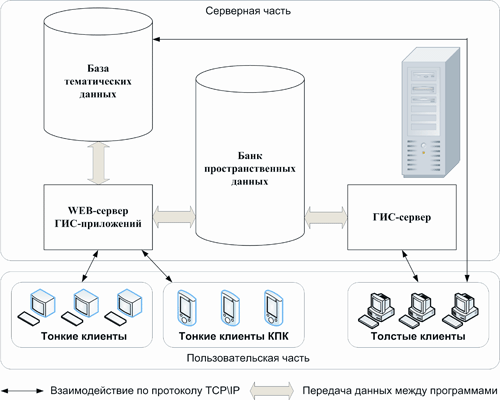 Серверная часть
База
тематических
данных
Банк
пространственных
данных
WEB-сервер
ГИС-приложений
ГИС-сервер
Тонкие клиенты
Тонкие клиенты КПК
Толстые клиенты
Пользовательская часть
Взаимодействие по протоколу TCP\IP
Передача данных между программами